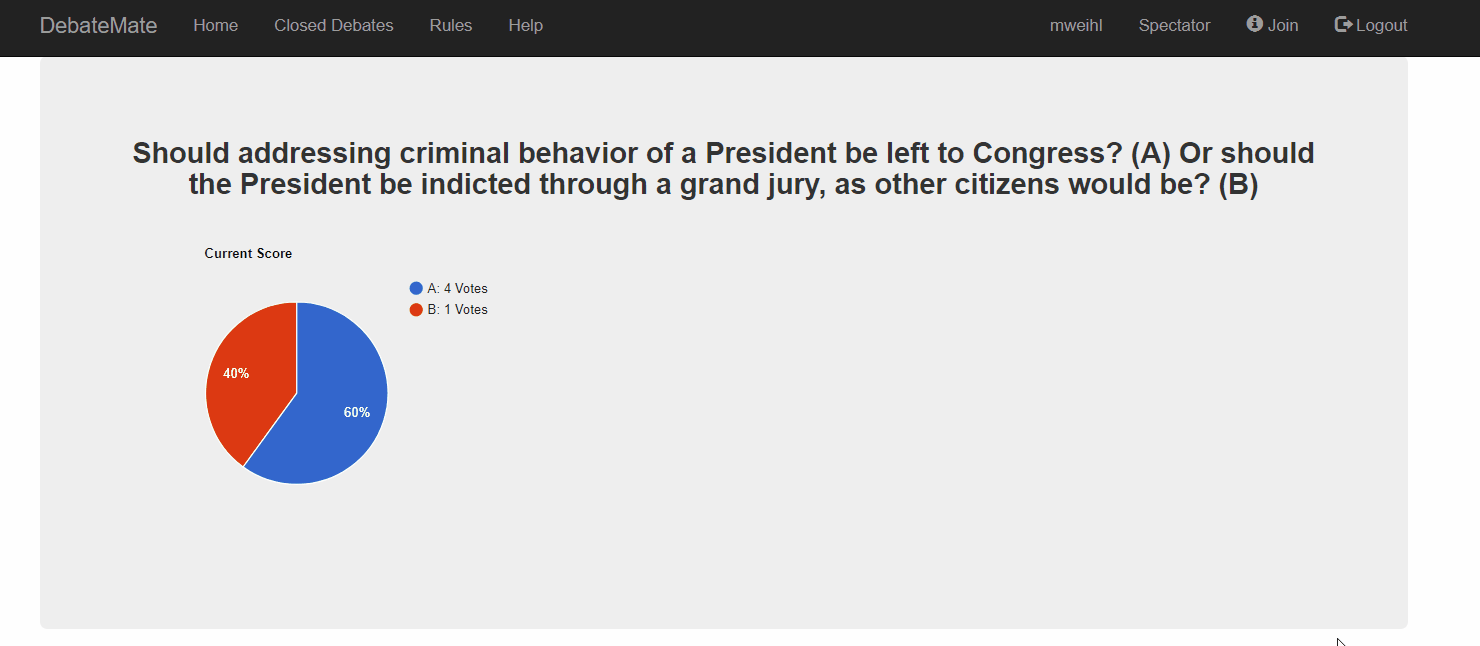 DebateMate Home Closed Debates Rules Help mweihl Spectator Join Logout
Should addressing criminal behavior of a President be left to Congress? (A) Or should
the President be indicted through a grand jury, as other citizens would be? (B)
Current Score
A: 4 Votes
B: 1 Votes
40%
60%